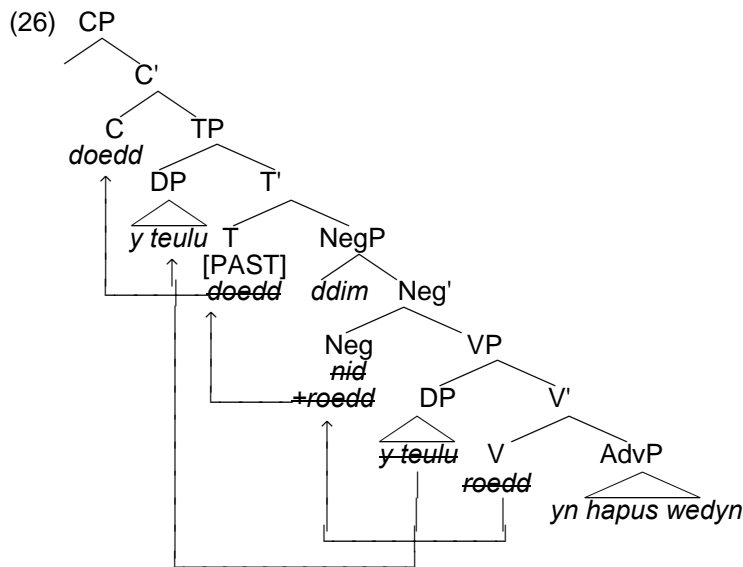 (26) CP
C'
C TP
doedd
DP T'
y teulu T NegP
[PAST]
doedd ddim Neg'
Neg VP
nid
+roedd DP V'
y teulu V AdvP
roedd
yn hapus wedyn